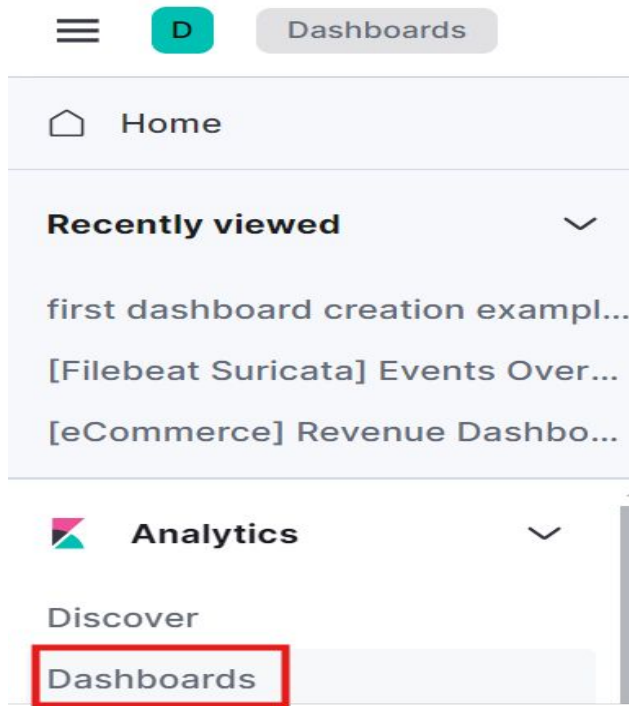 D Dashboards
Home
Recently viewed
first dashboard creation exampl...
[Filebeat Suricata] Events Over...
[eCommerce] Revenue Dashbo...
Analytics
Discover
Dashboards